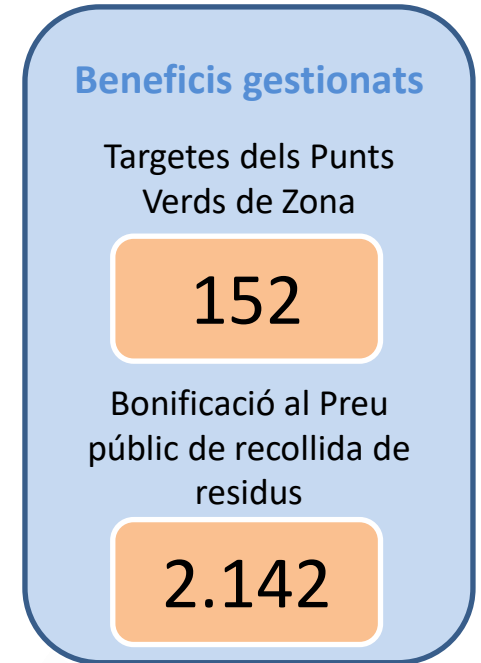 Beneficis gestionats
Targetes dels Punts
Verds de Zona
152
Bonificació al Preu
públic de recollida de
residus
2.142